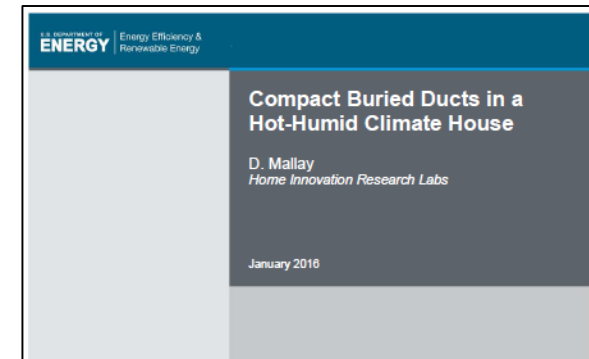 U.S. DEPARTMENT OF
ENERGY
Energy Efficiency &
Renewable Energy
Compact Buried Ducts in a
Hot-Humid Climate House
D. Mallay
Home Innovation Research Labs
January 2016